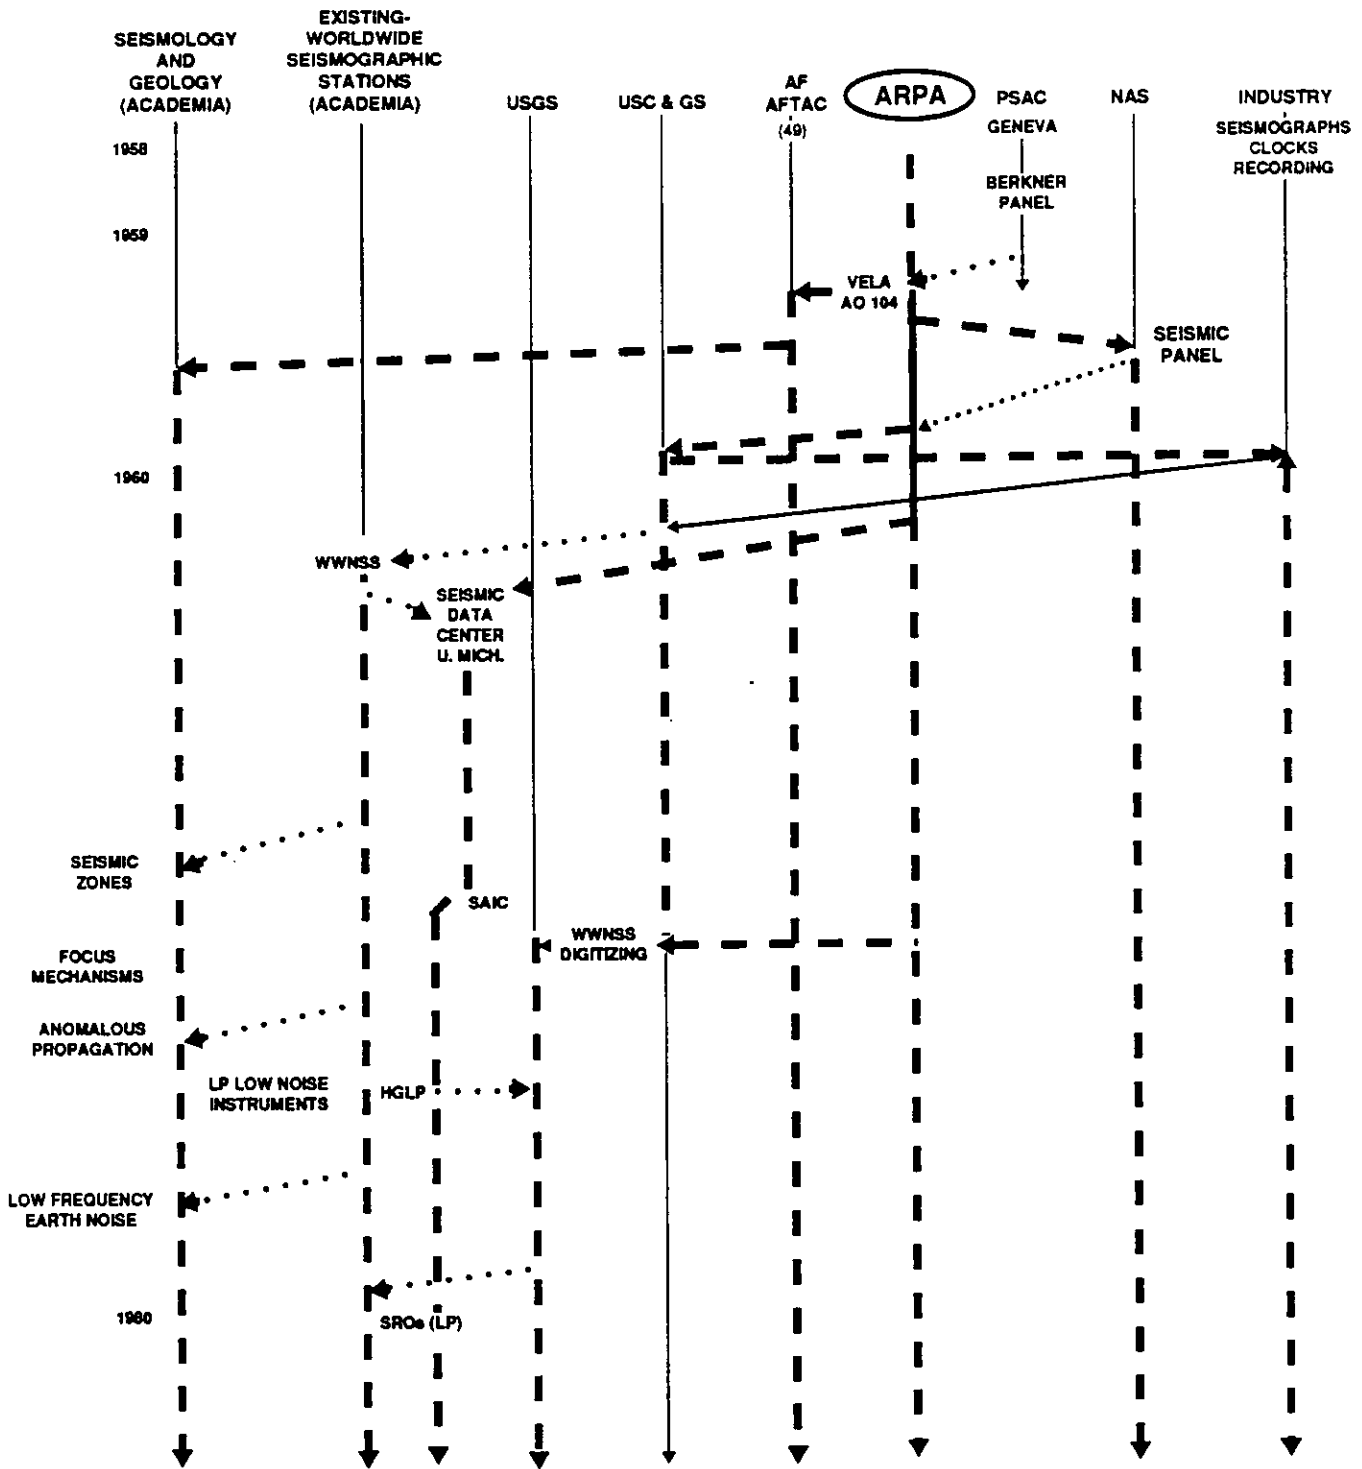 SEISMOLOGY
AND
GEOLOGY
(ACADEMIA)
EXISTING-
WORLDWIDE
SEISMOGRAPHIC
STATIONS
(ACADEMIA)
USGS
USC & GS
AF
AFTAC
(49)
ARPA
PSAC
GENEVA
BERKNER
PANEL
NAS
INDUSTRY
SEISMOGRAPHS
CLOCKS
RECORDING
1958
1959
VELA
AO 104
SEISMIC
PANEL
1960
WWNSS
SEISMIC
DATA
CENTER
U. MICH.
SEISMIC
ZONES
SAIC
WWNSS
DIGITIZING
FOCUS
MECHANISMS
ANOMALOUS
PROPAGATION
LP LOW NOISE
INSTRUMENTS
HGLP
LOW FREQUENCY
EARTH NOISE
1980
SROs (LP)